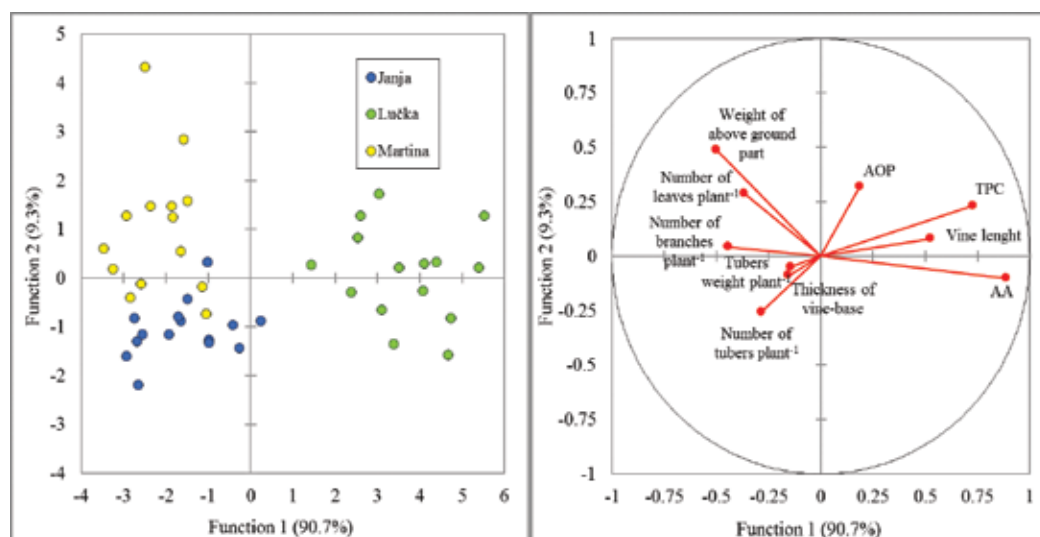 5
4
3
2
1
0
-1
-2
-3
-4
-4
-3
-2
-1
0
1
2
3
4
5
6
Function 2 (9.3%)
Function 1 (90.7%)
Janja
Lučka
Martina
1
0.75
0.5
0.25
0
-0.25
-0.5
-0.75
-1
-1
-0.75
-0.5
-0.25
0
0.25
0.5
0.75
1
Function 2 (9.3%)
Function 1 (90.7%)
Weight of
above ground
part
Number of
leaves plant⁻¹
Number of
branches
plant⁻¹
Tubers
weight plant⁻¹
Thickness of
vine-base
Number of
tubers plant⁻¹
AOP
TPC
Vine lenght
AA